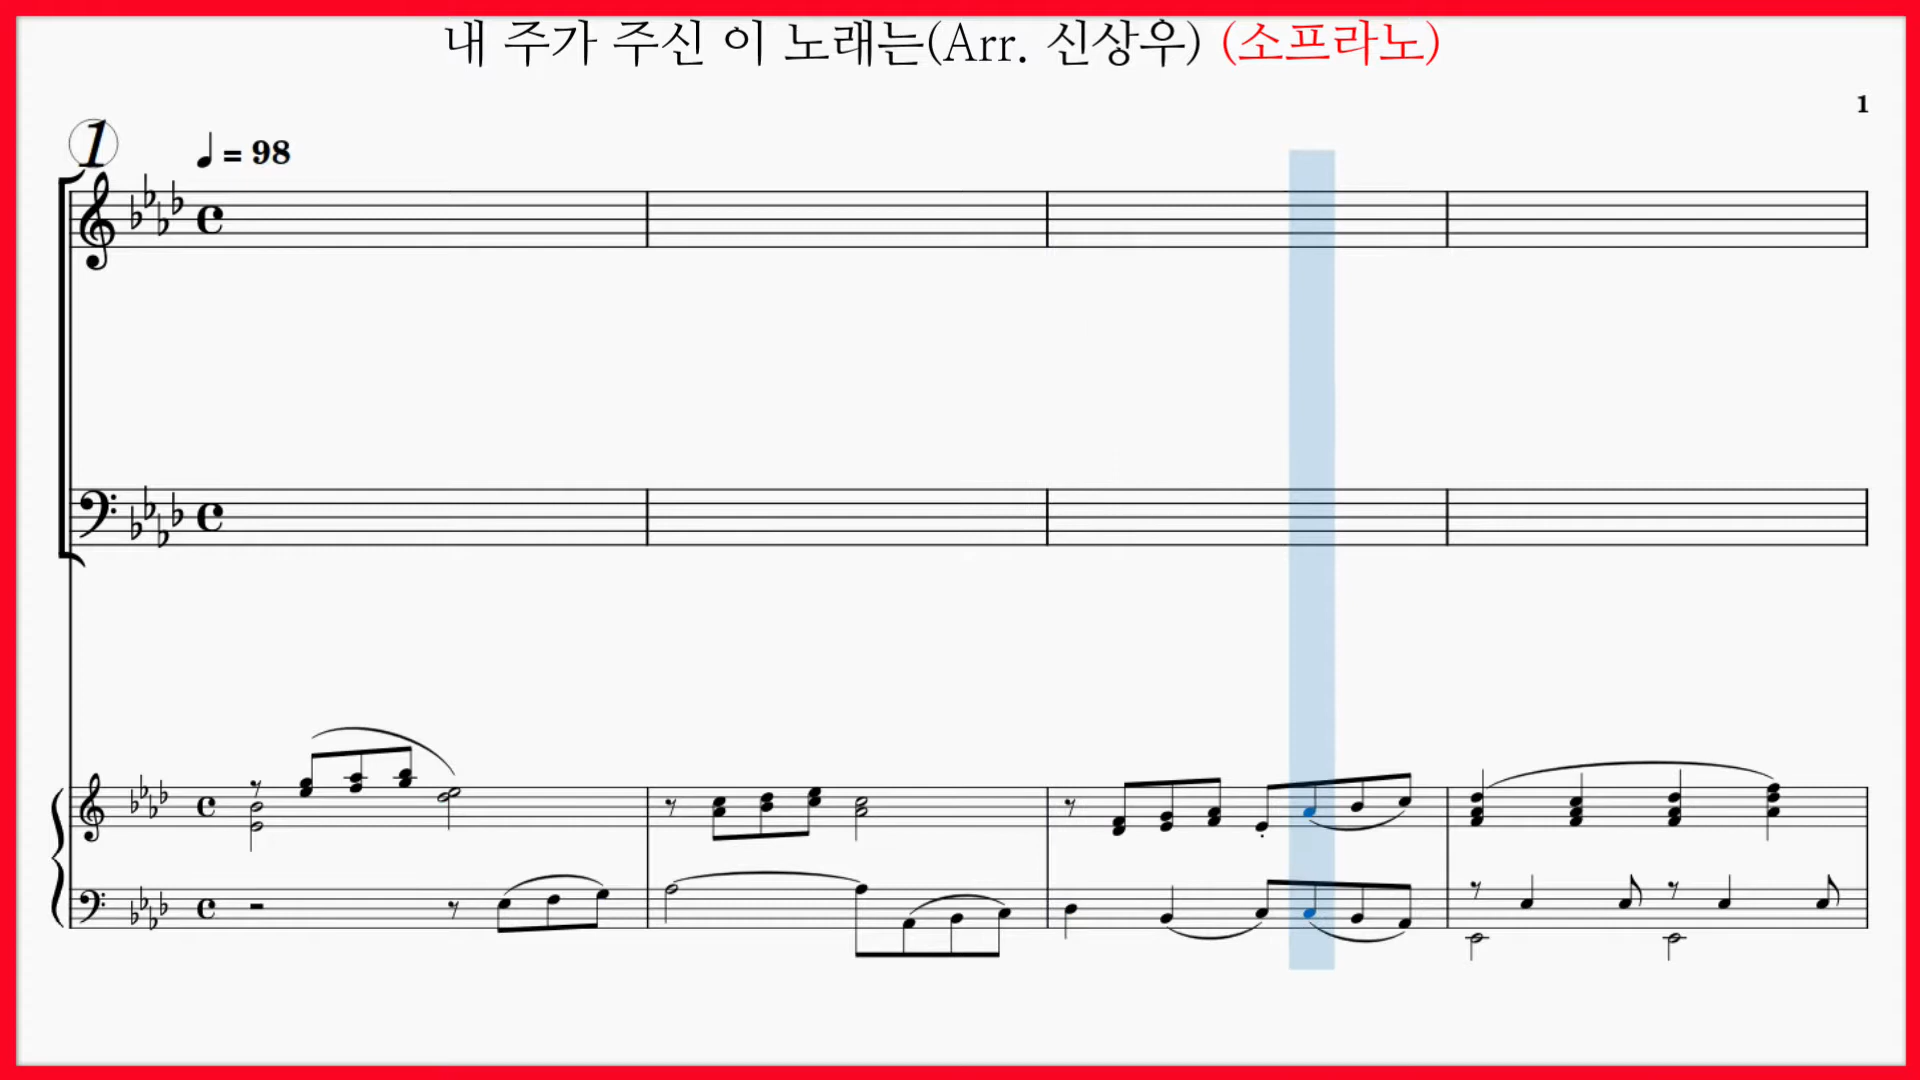 내 주가 주신 이 노래는(Arr. 신상우) (소프라노)
1
1
♩ = 98